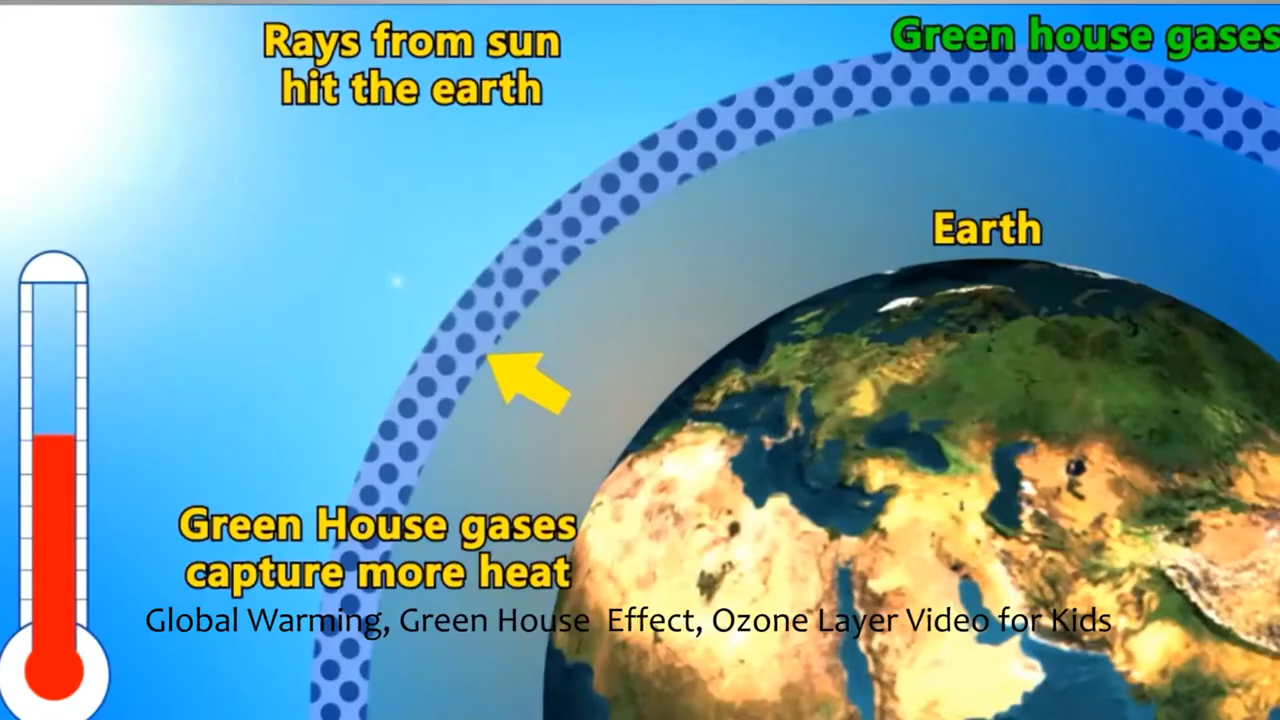 Rays from sun
hit the earth
Green house gases
Earth
Green House gases
capture more heat
Global Warming, Green House  Effect, Ozone Layer Video for Kids